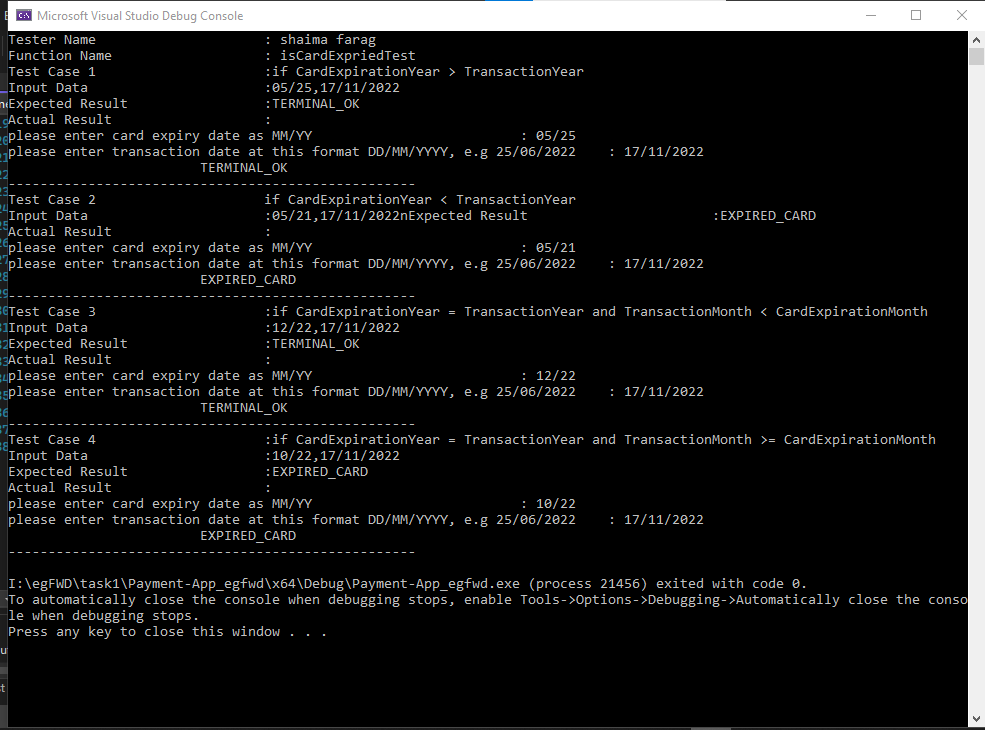 Microsoft Visual Studio Debug Console
Tester Name : shaima farag
Function Name : isCardExpriedTest
Test Case 1 :if CardExpirationYear > TransactionYear
Input Data :05/25,17/11/2022
Expected Result :TERMINAL_OK
Actual Result :
please enter card expiry date as MM/YY : 05/25
please enter transaction date at this format DD/MM/YYYY, e.g 25/06/2022 : 17/11/2022
TERMINAL_OK
---------------------------------------------------
Test Case 2 if CardExpirationYear < TransactionYear
Input Data :05/21,17/11/2022nExpected Result :EXPIRED_CARD
Actual Result :
please enter card expiry date as MM/YY : 05/21
please enter transaction date at this format DD/MM/YYYY, e.g 25/06/2022 : 17/11/2022
EXPIRED_CARD
---------------------------------------------------
Test Case 3 :if CardExpirationYear = TransactionYear and TransactionMonth < CardExpirationMonth
Input Data :12/22,17/11/2022
Expected Result :TERMINAL_OK
Actual Result :
please enter card expiry date as MM/YY : 12/22
please enter transaction date at this format DD/MM/YYYY, e.g 25/06/2022 : 17/11/2022
TERMINAL_OK
---------------------------------------------------
Test Case 4 :if CardExpirationYear = TransactionYear and TransactionMonth >= CardExpirationMonth
Input Data :10/22,17/11/2022
Expected Result :EXPIRED_CARD
Actual Result :
please enter card expiry date as MM/YY : 10/22
please enter transaction date at this format DD/MM/YYYY, e.g 25/06/2022 : 17/11/2022
EXPIRED_CARD
---------------------------------------------------
I:\egFWD\task1\Payment-App_egfwd\x64\Debug\Payment-App_egfwd.exe (process 21456) exited with code 0.
To automatically close the console when debugging stops, enable Tools->Options->Debugging->Automatically close the conso
le when debugging stops.
Press any key to close this window . . .